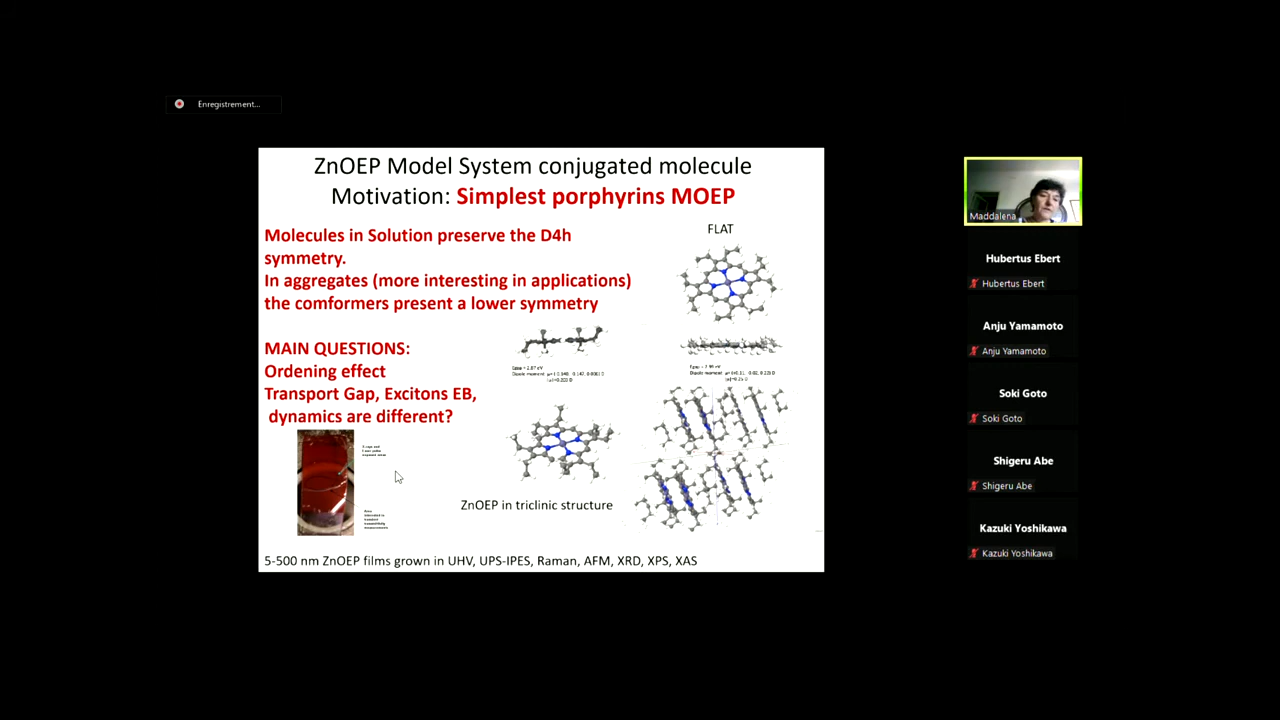 Enregistrement...
ZnOEP Model System conjugated molecule
Motivation: Simplest porphyrins MOEP
Molecules in Solution preserve the D4h
symmetry.
In aggregates (more interesting in applications)
the comformers present a lower symmetry
MAIN QUESTIONS:
Ordening effect
Transport Gap, Excitons EB,
dynamics are different?
FLAT
ZnOEP in triclinic structure
5-500 nm ZnOEP films grown in UHV, UPS-IPES, Raman, AFM, XRD, XPS, XAS
Maddalena
Hubertus Ebert
Hubertus Ebert
Anju Yamamoto
Anju Yamamoto
Soki Goto
Soki Goto
Shigeru Abe
Shigeru Abe
Kazuki Yoshikawa
Kazuki Yoshikawa